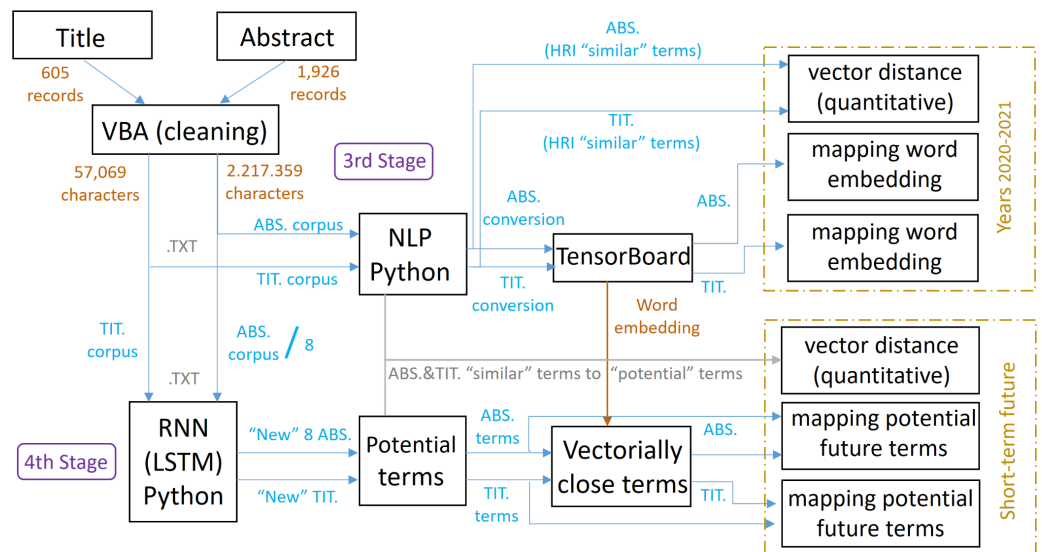 Title
Abstract
605
records
1,926
records
VBA (cleaning)
57,069
characters
2.217.359
characters
3rd Stage
ABS.
(HRI “similar” terms)
TIT.
(HRI “similar” terms)
vector distance
(quantitative)
mapping word
embedding
mapping word
embedding
Years 2020-2021
ABS. corpus
.TXT
TIT. corpus
NLP
Python
ABS.
conversion
TIT.
conversion
TensorBoard
ABS.
TIT.
Word
embedding
TIT.
corpus
ABS.
corpus / 8
.TXT
ABS.&TIT. “similar” terms to “potential” terms
vector distance
(quantitative)
mapping potential
future terms
mapping potential
future terms
Short-term future
4th Stage
RNN
(LSTM)
Python
“New” 8 ABS.
“New” TIT.
Potential
terms
ABS.
terms
TIT.
terms
Vectorially
close terms
ABS.
TIT.